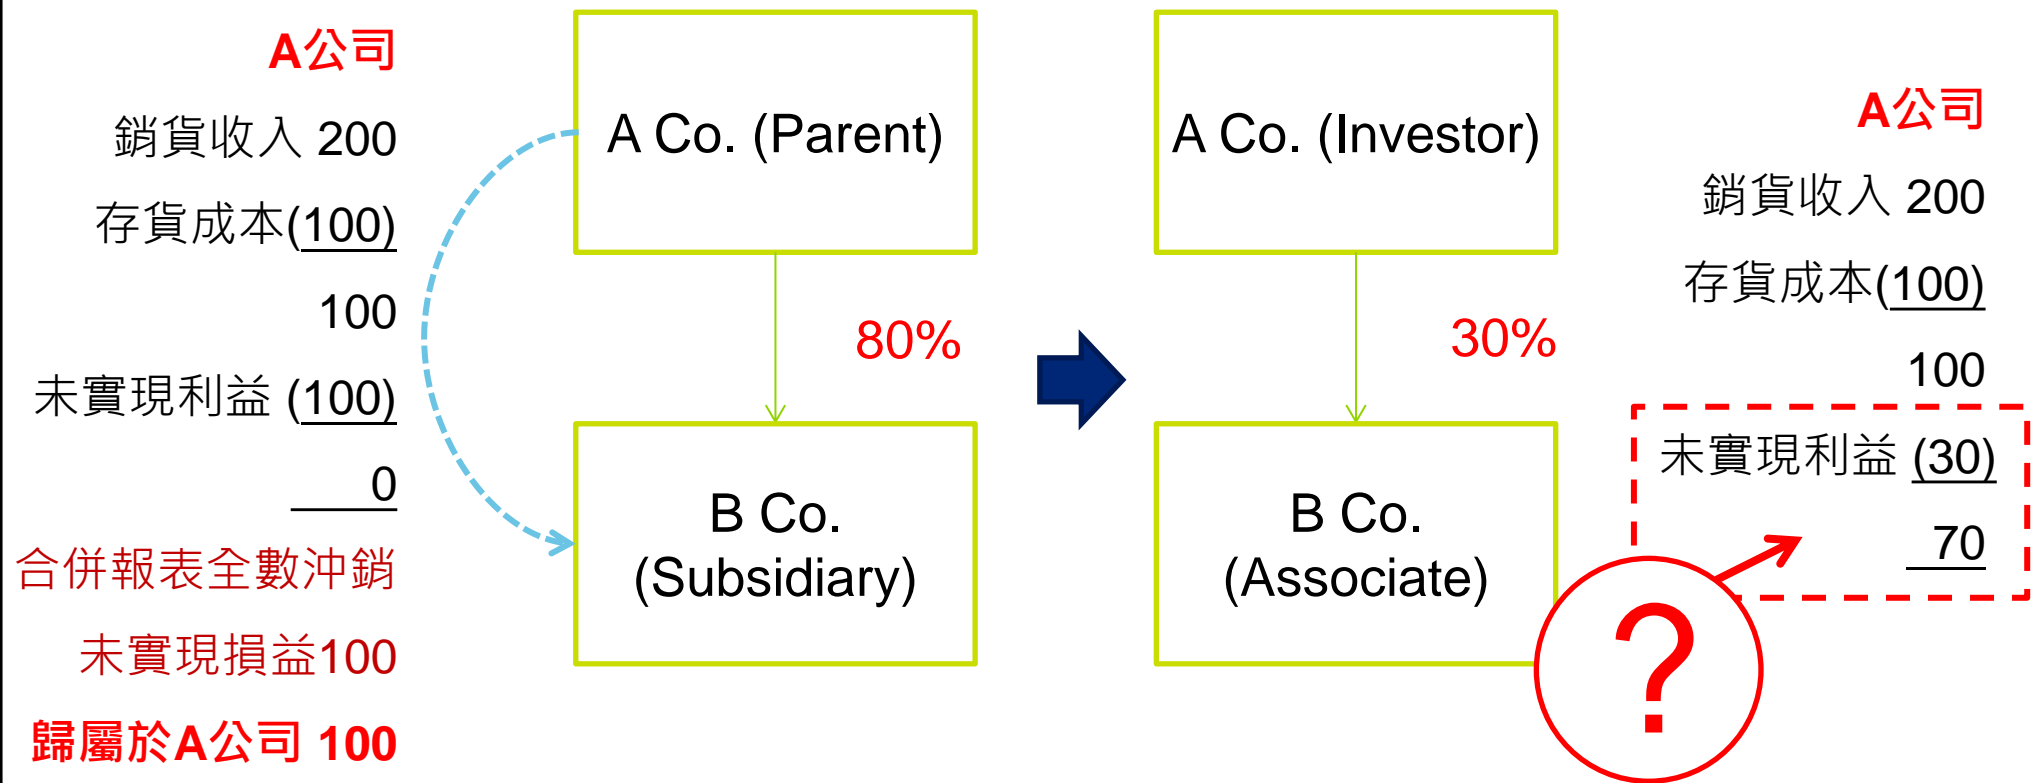 A公司
銷貨收入 200
存貨成本(100)
100
未實現利益 (100)
0
合併報表全數沖銷
未實現損益100
歸屬於A公司 100
A Co. (Parent)
80%
B Co.
(Subsidiary)
A Co. (Investor)
30%
B Co.
(Associate)
A公司
銷貨收入 200
存貨成本(100)
100
未實現利益 (30)
70
?